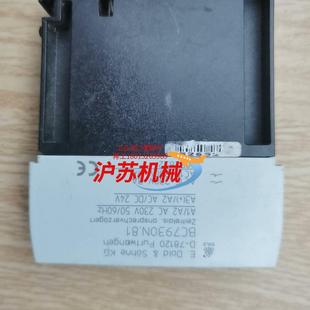 沪苏机械
E. Dold & Söhne KG
D-78120 Furtwangen
BC7930N.81
Zeitrelais, ansprechverzögert
A1/A2 AC 230V 50/60Hz
A3(+)/A2 AC/DC 24V
CE